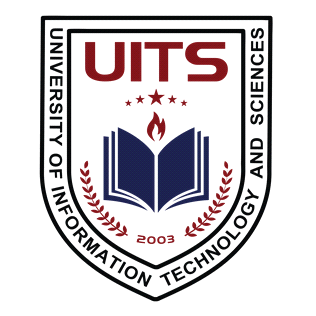 UITS
2003
UNIVERSITY OF INFORMATION TECHNOLOGY AND SCIENCES